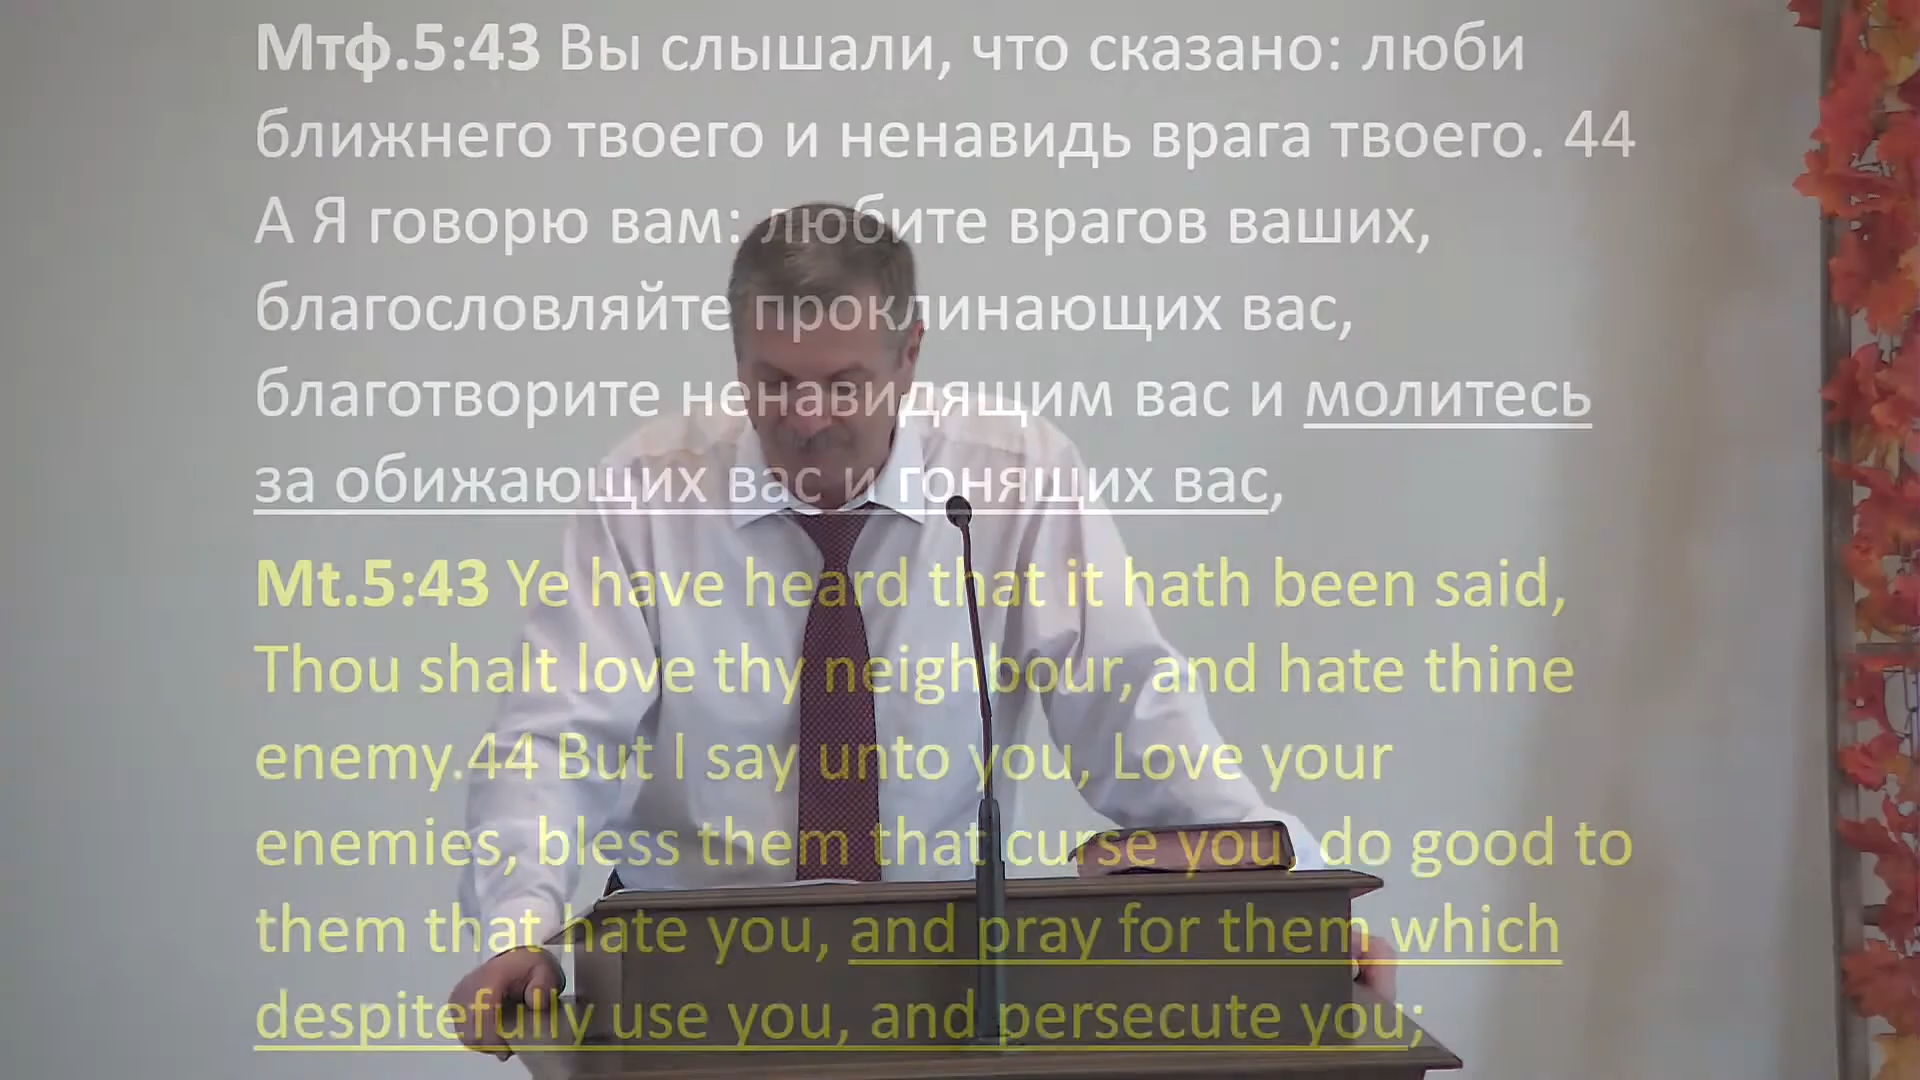 Мтф.5:43 Вы слышали, что сказано: люби
ближнего твоего и ненавидь врага твоего. 44
А Я говорю вам: любите врагов ваших,
благословляйте проклинающих вас,
благотворите ненавидящим вас и молитесь
за обижающих вас и гонящих вас,
Mt.5:43 Ye have heard that it hath been said,
Thou shalt love thy neighbour, and hate thine
enemy.44 But I say unto you, Love your
enemies, bless them that curse you, do good to
them that hate you, and pray for them which
despitefully use you, and persecute you;